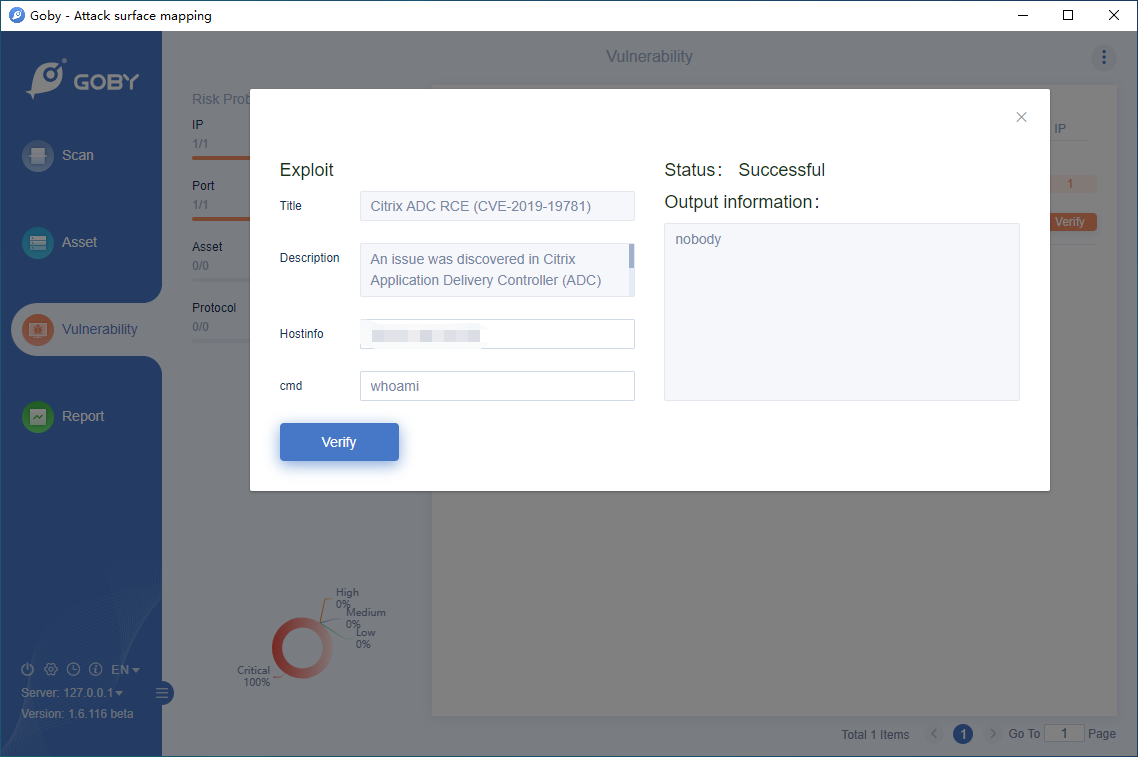 Goby - Attack surface mapping
GOBY
Scan
Asset
Vulnerability
Report
EN
Server: 127.0.0.1
Version: 1.6.116 beta
Vulnerability
Risk Prob
IP
1/1
Port
1/1
Asset
0/0
Protocol
0/0
IP
1
Verify
Exploit
Title
Citrix ADC RCE (CVE-2019-19781)
Description
An issue was discovered in Citrix
Application Delivery Controller (ADC)
Hostinfo
cmd
whoami
Verify
Status: Successful
Output information:
nobody
High
0%
Medium
0%
Low
0%
Critical
100%
Total 1 Items
1
Go To
1
Page